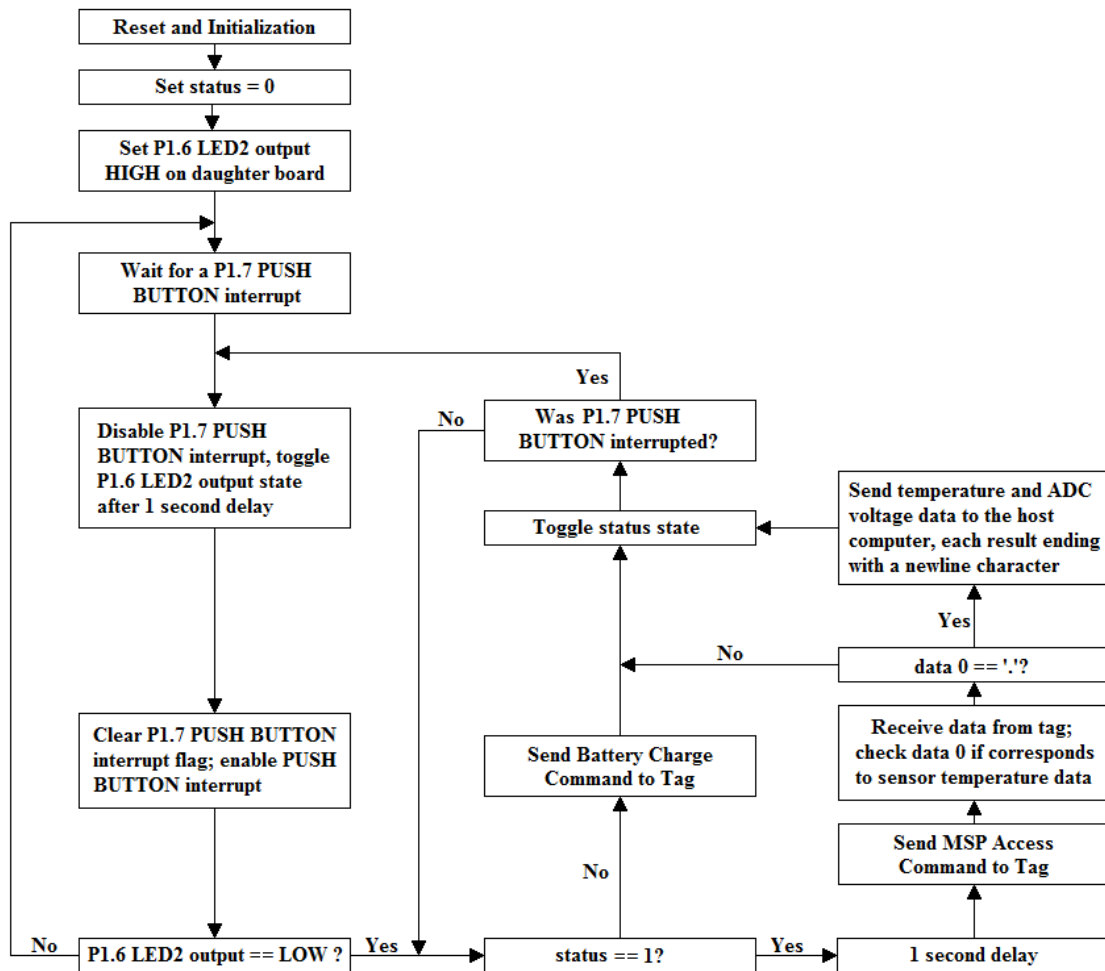 Reset and Initialization
Set status = 0
Set P1.6 LED2 output
HIGH on daughter board
Wait for a P1.7 PUSH
BUTTON interrupt
Disable P1.7 PUSH
BUTTON interrupt, toggle
P1.6 LED2 output state
after 1 second delay
Clear P1.7 PUSH BUTTON
interrupt flag; enable PUSH
BUTTON interrupt
No
P1.6 LED2 output == LOW ?
Yes
Yes
No
Was P1.7 PUSH
BUTTON interrupted?
Toggle status state
Send Battery Charge
Command to Tag
No
status == 1?
Yes
Send temperature and ADC
voltage data to the host
computer, each result ending
with a newline character
Yes
No
data 0 == '.'?
Receive data from tag;
check data 0 if corresponds
to sensor temperature data
Send MSP Access
Command to Tag
1 second delay